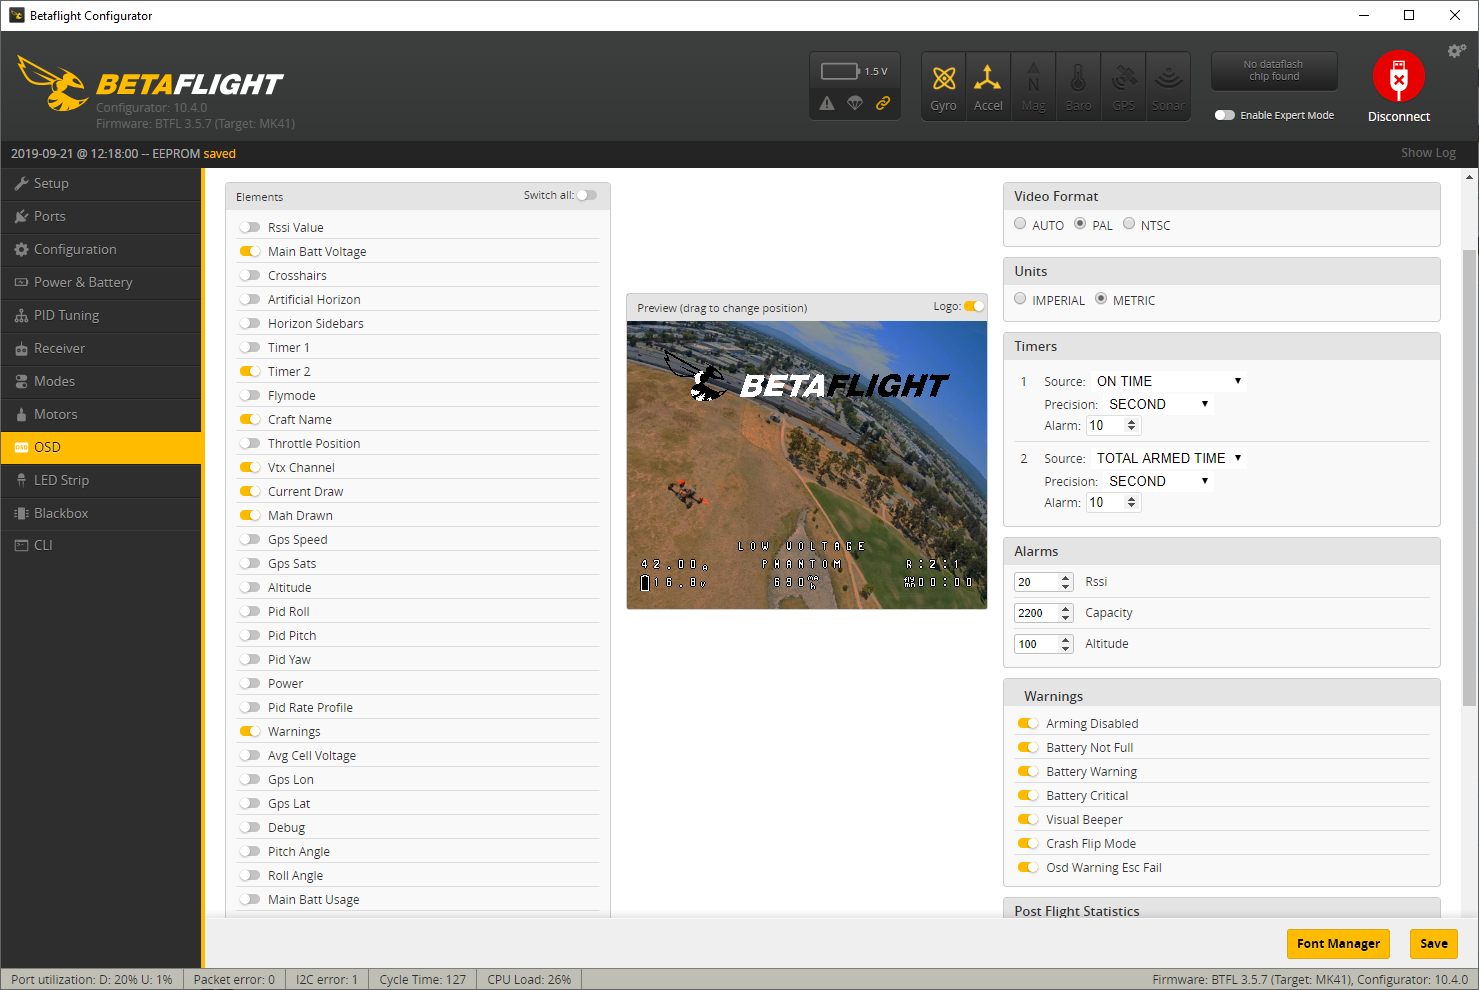 Betaflight Configurator
BETAFLIGHT
Configurator: 10.4.0
Firmware: BTFL 3.5.7 (Target: MK41)
1.5 V
Gyro
Accel
Mag
Baro
GPS
Sonar
No dataflash
chip found
Enable Expert Mode
Disconnect
2019-09-21 @ 12:18:00 -- EEPROM saved
Show Log
Setup
Ports
Configuration
Power & Battery
PID Tuning
Receiver
Modes
Motors
OSD
LED Strip
Blackbox
CLI
Elements
Switch all:
Rssi Value
Main Batt Voltage
Crosshairs
Artificial Horizon
Horizon Sidebars
Timer 1
Timer 2
Flymode
Craft Name
Throttle Position
Vtx Channel
Current Draw
Mah Drawn
Gps Speed
Gps Sats
Altitude
Pid Roll
Pid Pitch
Pid Yaw
Power
Pid Rate Profile
Warnings
Avg Cell Voltage
Gps Lon
Gps Lat
Debug
Pitch Angle
Roll Angle
Main Batt Usage
Preview (drag to change position)
Logo:
BETAFLIGHT
LOW VOLTAGE
42.00A PHANTOM R:2:1
16.8V 690mAh flymn00:00
Video Format
AUTO PAL NTSC
Units
IMPERIAL METRIC
Timers
1 Source: ON TIME
Precision: SECOND
Alarm: 10
2 Source: TOTAL ARMED TIME
Precision: SECOND
Alarm: 10
Alarms
20 Rssi
2200 Capacity
100 Altitude
Warnings
Arming Disabled
Battery Not Full
Battery Warning
Battery Critical
Visual Beeper
Crash Flip Mode
Osd Warning Esc Fail
Post Flight Statistics
Font Manager
Save
Port utilization: D: 20% U: 1%
Packet error: 0
I2C error: 1
Cycle Time: 127
CPU Load: 26%
Firmware: BTFL 3.5.7 (Target: MK41), Configurator: 10.4.0